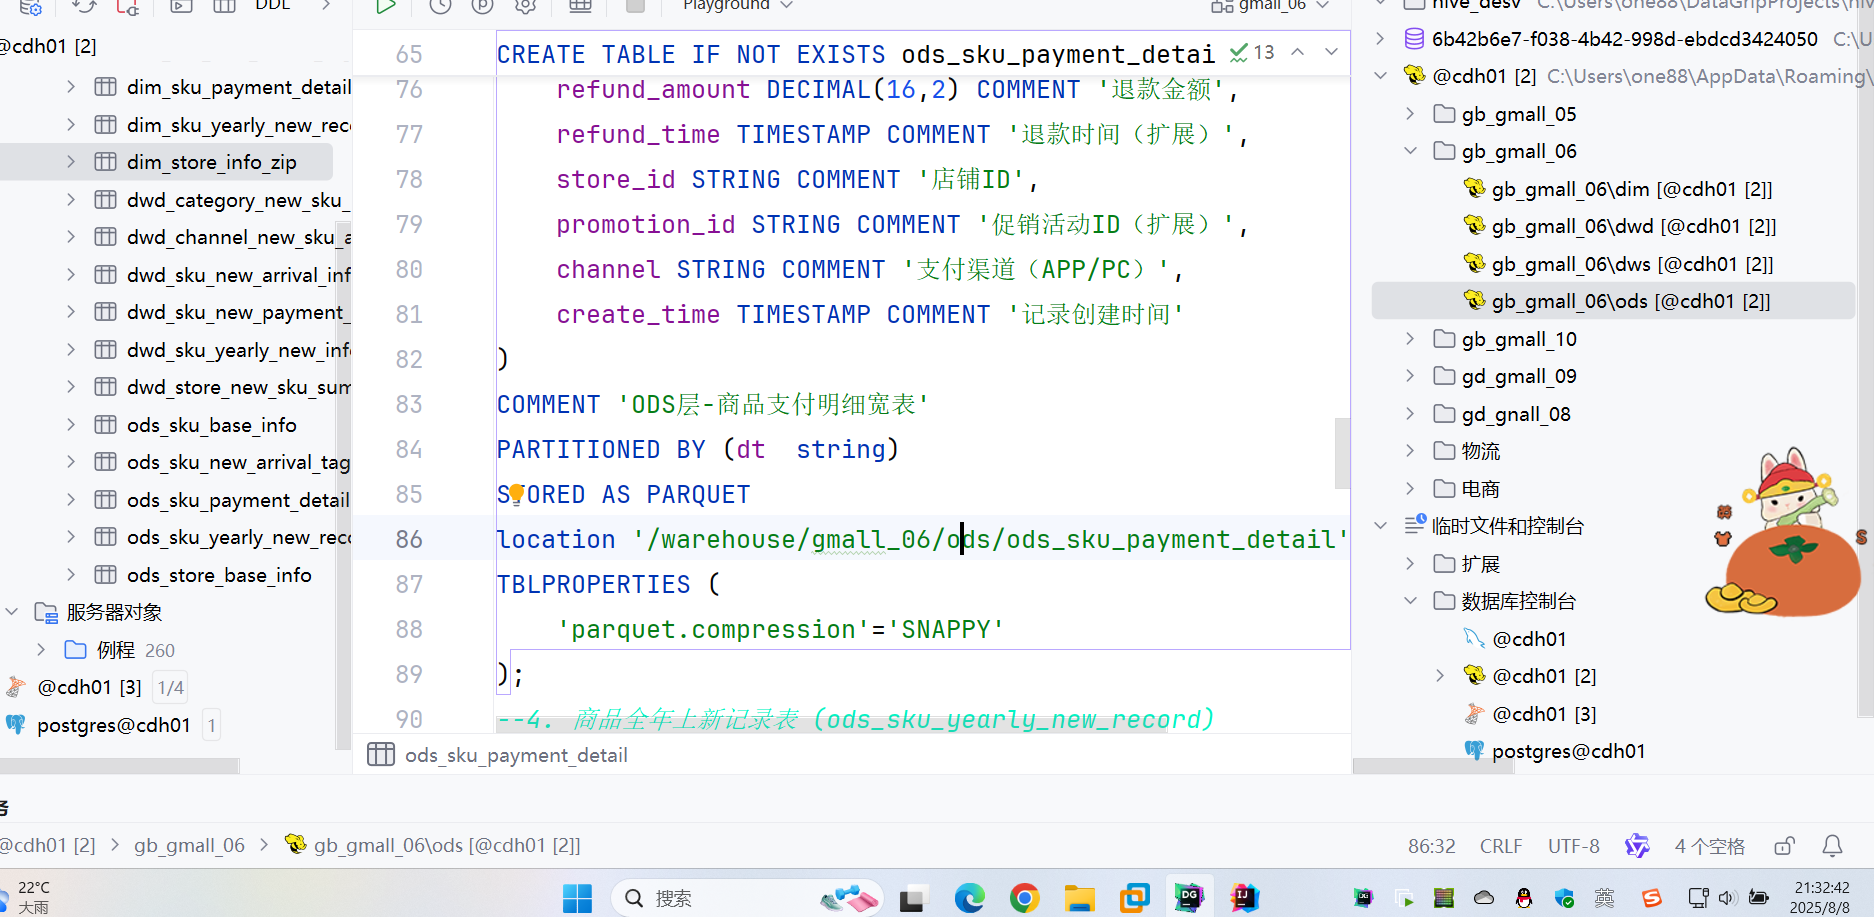 DDL
Playground
gmall_06
@cdh01 [2]
dim_sku_payment_detail
dim_sku_yearly_new_reco
dim_store_info_zip
dwd_category_new_sku_
dwd_channel_new_sku_a
dwd_sku_new_arrival_inf
dwd_sku_new_payment_
dwd_sku_yearly_new_info
dwd_store_new_sku_sum
ods_sku_base_info
ods_sku_new_arrival_tag
ods_sku_payment_detail
ods_sku_yearly_new_reco
ods_store_base_info
服务器对象
例程 260
@cdh01 [3] 1/4
postgres@cdh01 1
65 CREATE TABLE IF NOT EXISTS ods_sku_payment_detai 13
76 refund_amount DECIMAL(16,2) COMMENT '退款金额',
77 refund_time TIMESTAMP COMMENT '退款时间（扩展）',
78 store_id STRING COMMENT '店铺ID',
79 promotion_id STRING COMMENT '促销活动ID（扩展）',
80 channel STRING COMMENT '支付渠道（APP/PC）',
81 create_time TIMESTAMP COMMENT '记录创建时间'
82 )
83 COMMENT 'ODS层-商品支付明细宽表'
84 PARTITIONED BY (dt  string)
85 STORED AS PARQUET
86 location '/warehouse/gmall_06/ods/ods_sku_payment_detail'
87 TBLPROPERTIES (
88 'parquet.compression'='SNAPPY'
89 );
90 --4. 商品全年上新记录表 (ods_sku_yearly_new_record)
ods_sku_payment_detail
hive_desv C:\Users\one88\DataGripProjects\hiv
6b42b6e7-f038-4b42-998d-ebdcd3424050 C:\U
@cdh01 [2] C:\Users\one88\AppData\Roaming\
gb_gmall_05
gb_gmall_06
gb_gmall_06\dim [@cdh01 [2]]
gb_gmall_06\dwd [@cdh01 [2]]
gb_gmall_06\dws [@cdh01 [2]]
gb_gmall_06\ods [@cdh01 [2]]
gb_gmall_10
gd_gmall_09
gd_gnall_08
物流
电商
临时文件和控制台
扩展
数据库控制台
@cdh01
@cdh01 [2]
@cdh01 [3]
postgres@cdh01
英
S
务
@cdh01 [2] > gb_gmall_06 > gb_gmall_06\ods [@cdh01 [2]]
86:32 CRLF UTF-8 4 个空格
22°C
大雨
搜索
英
21:32:42
2025/8/8